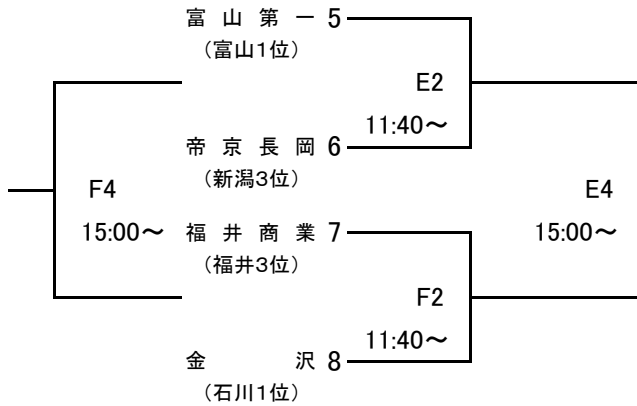 富山第一 5
（富山1位）
E2
11:40～
帝京長岡 6
（新潟3位）
F4
15:00～
E4
15:00～
福井商業 7
（福井3位）
F2
11:40～
金沢 8
（石川1位）